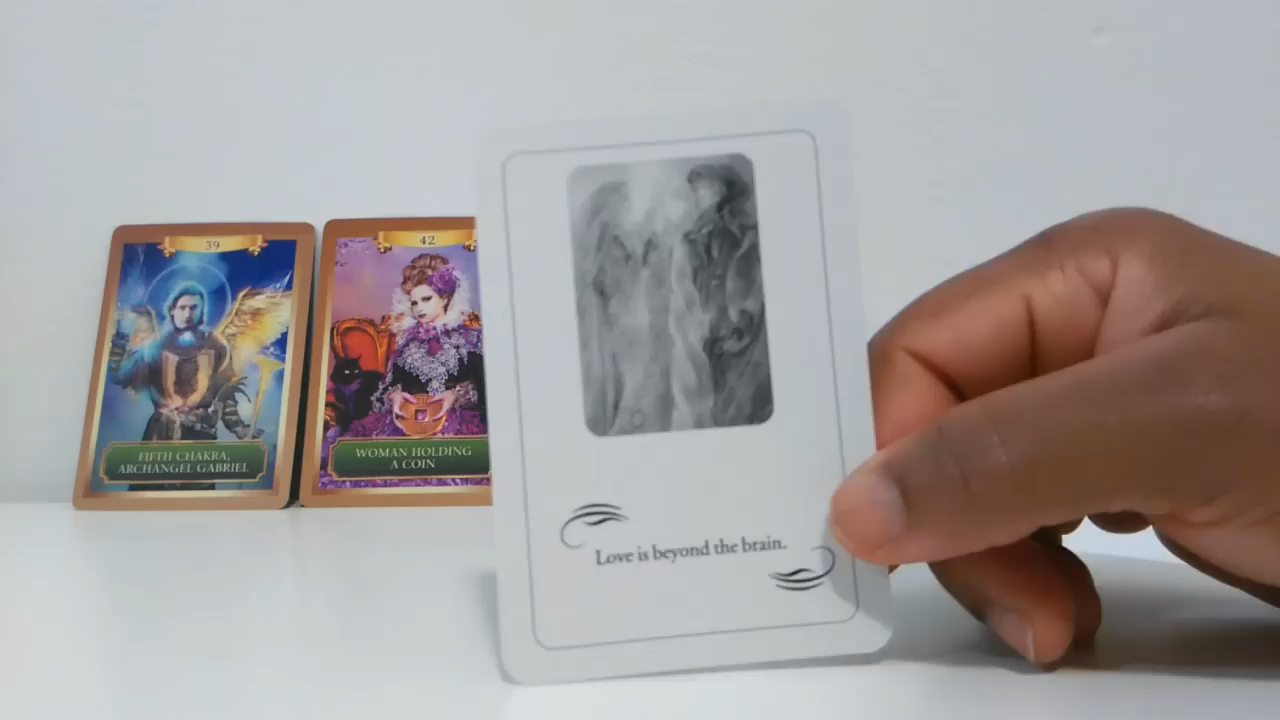 39
FIFTH CHAKRA,
ARCHANGEL GABRIEL
42
WOMAN HOLDING
A COIN
Love is beyond the brain.